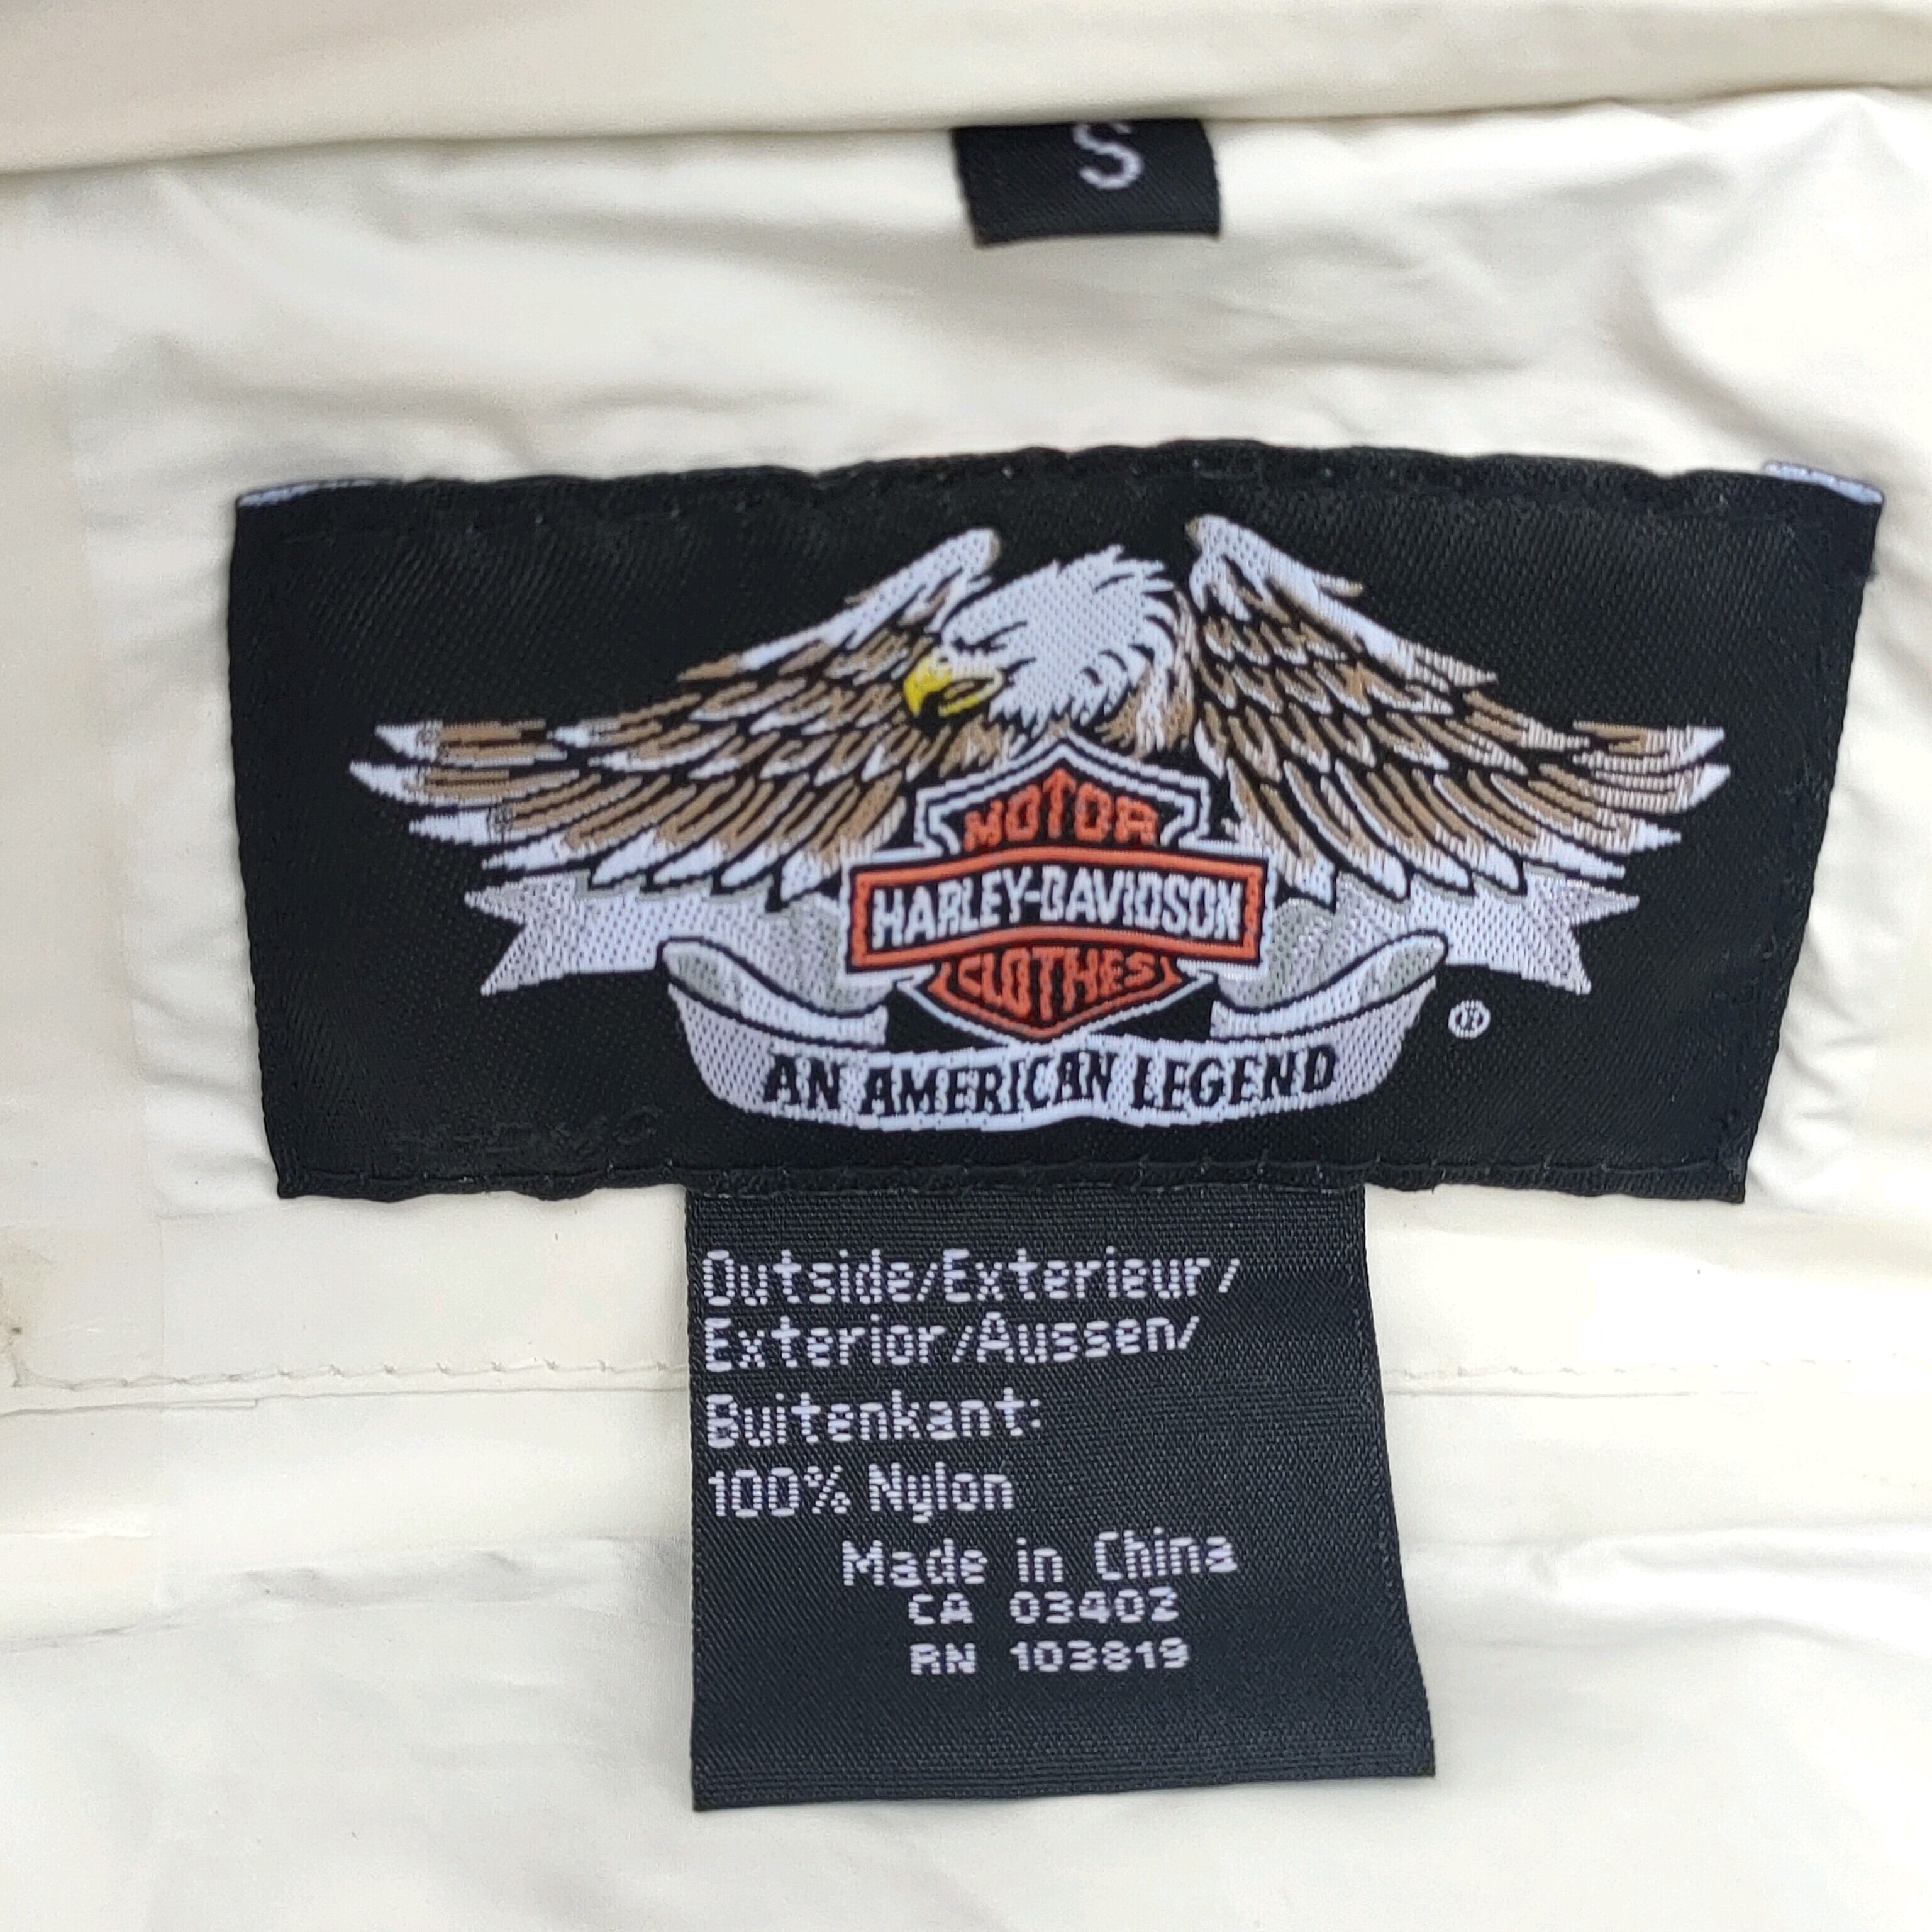 S
MOTOR
HARLEY-DAVIDSON
CLOTHES
AN AMERICAN LEGEND
®
Outside/Exterieur/
Exterior/Aussen/
Buitenkant:
100% Nylon
Made in China
CA 03402
RN 103819